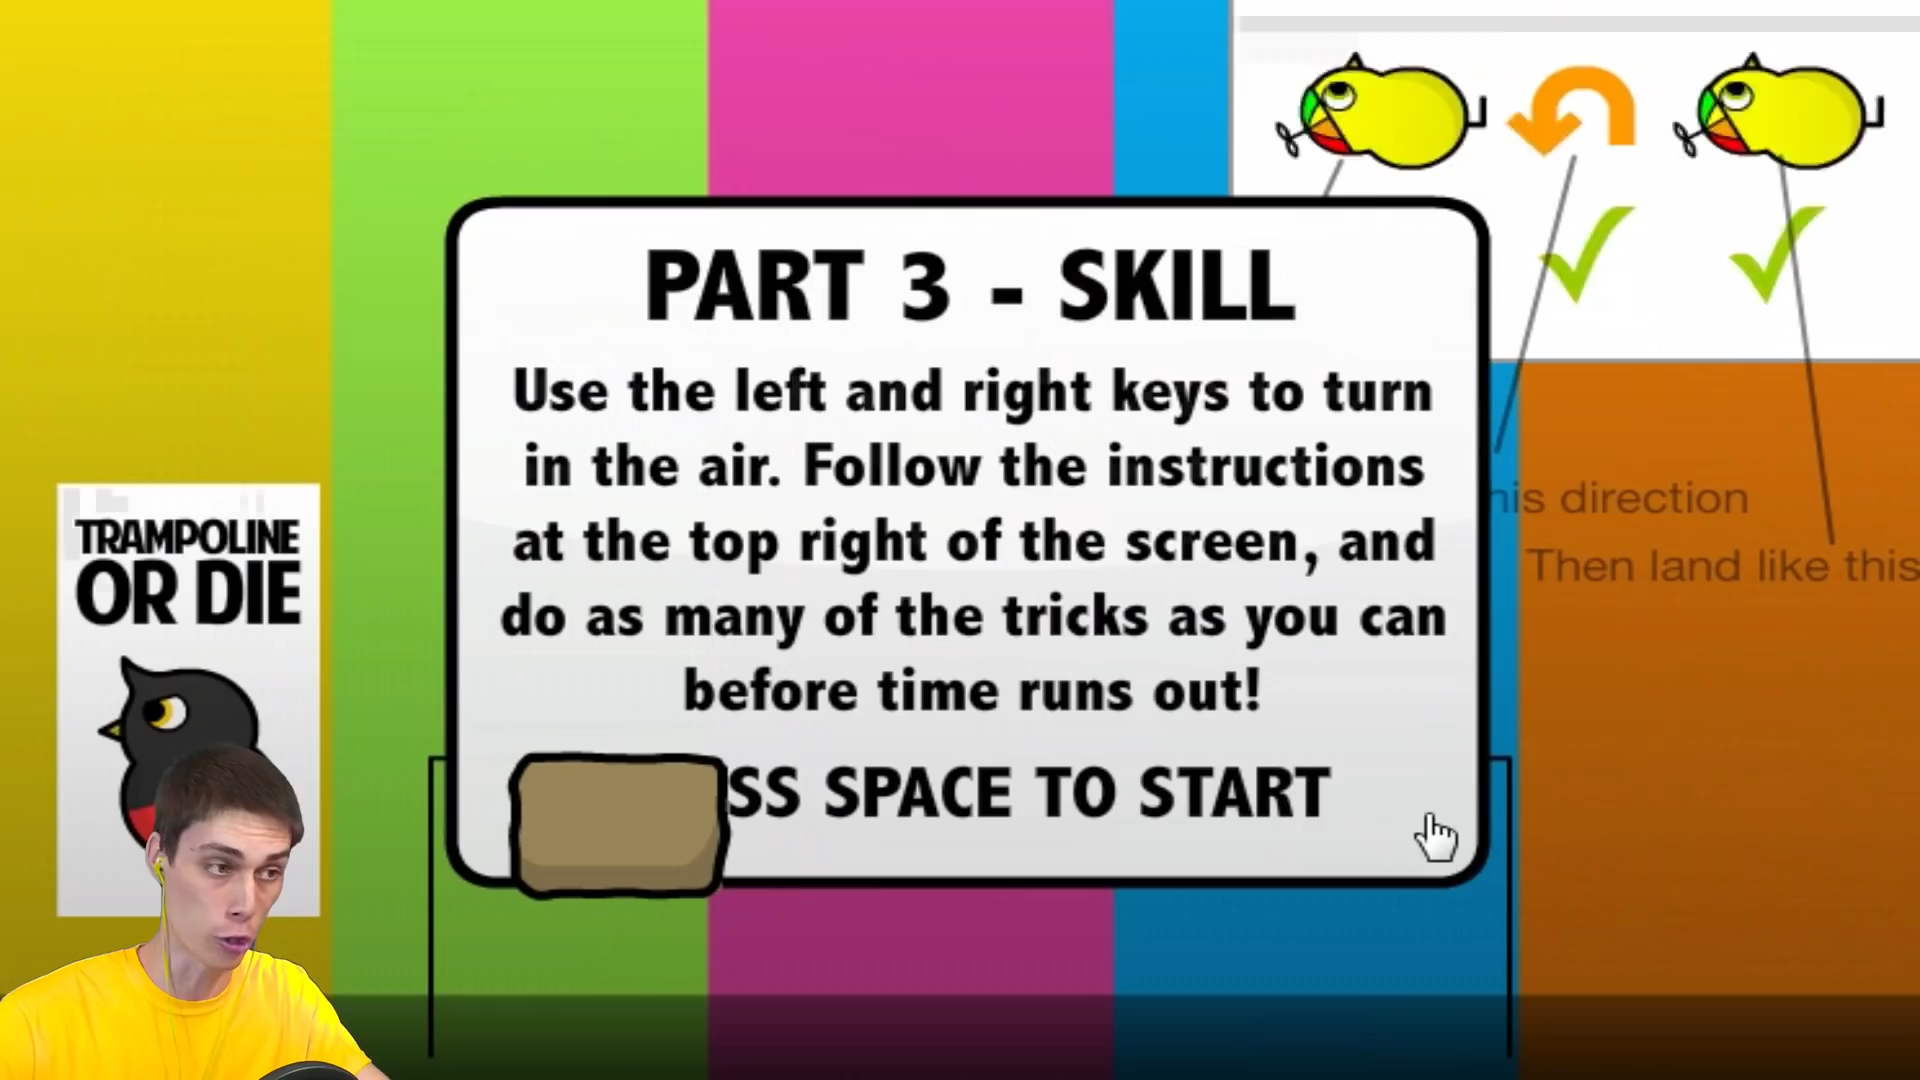 PART 3 - SKILL
Use the left and right keys to turn
in the air. Follow the instructions
at the top right of the screen, and
do as many of the tricks as you can
before time runs out!
SS SPACE TO START
TRAMPOLINE
OR DIE
his direction
Then land like this